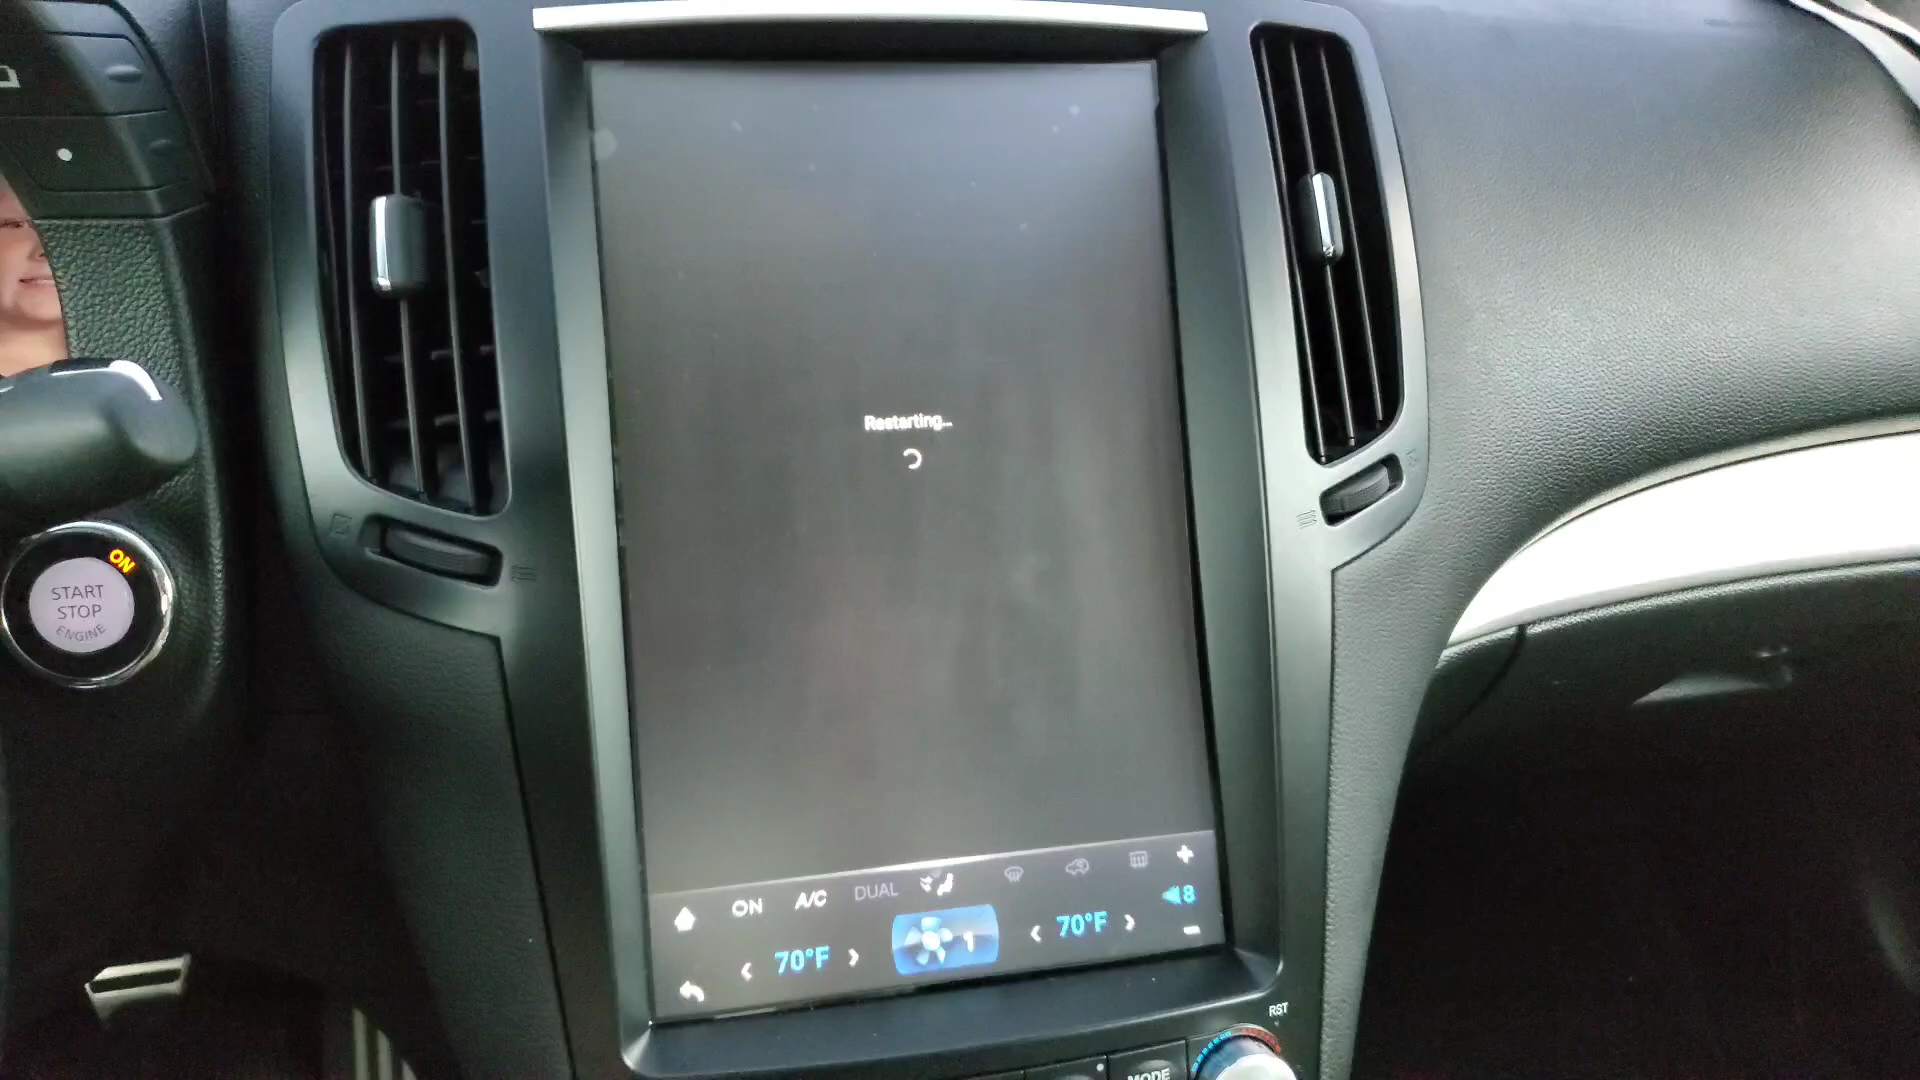 Restarting...
ON
START
STOP
ENGINE
ON
A/C
DUAL
8
70°F
1
70°F
RST
MODE